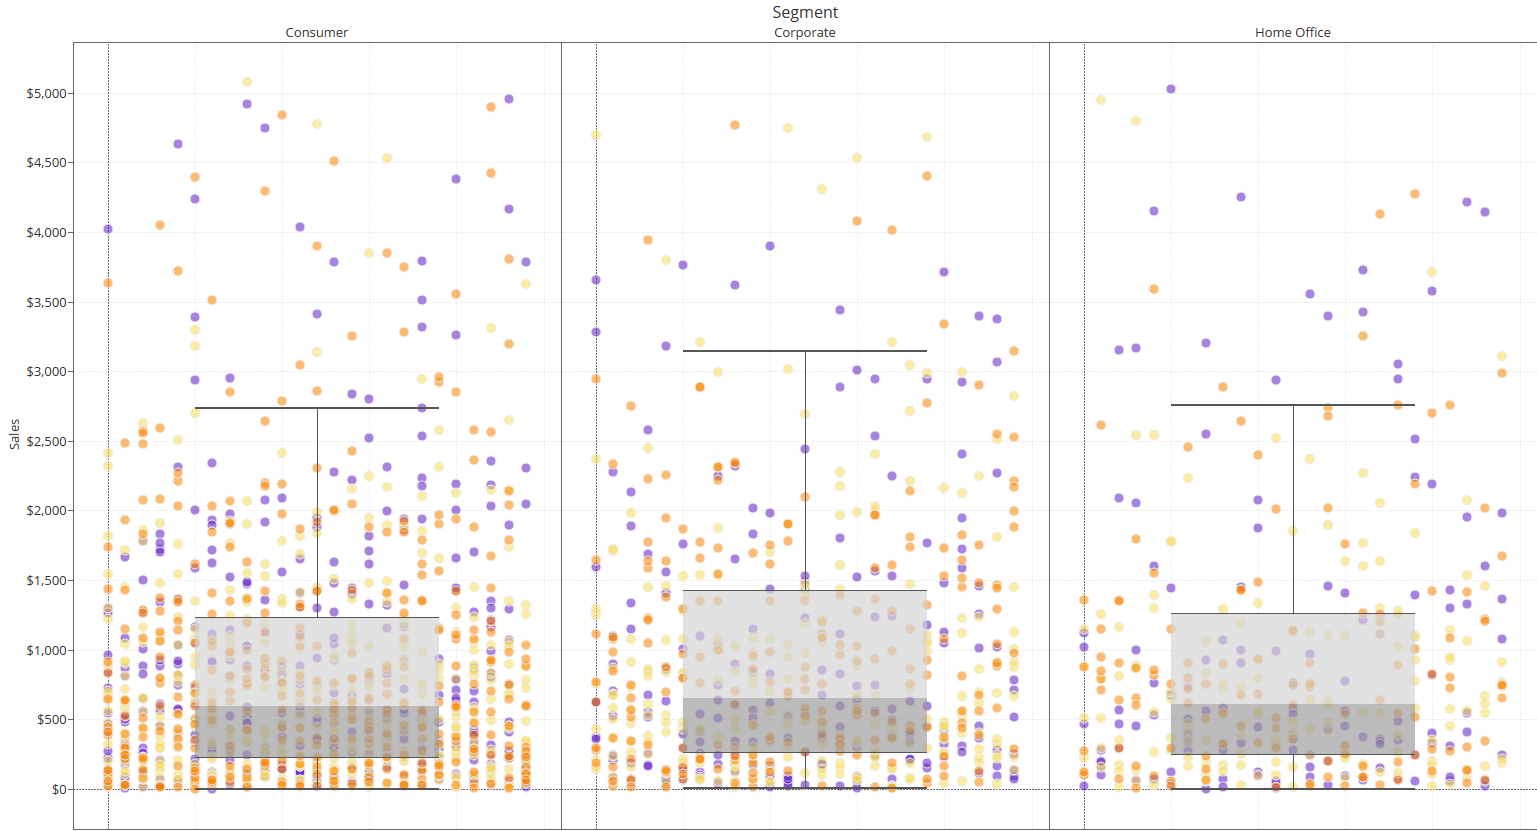 Segment
Consumer
Corporate
Home Office
Sales
$5,000
$4,500
$4,000
$3,500
$3,000
$2,500
$2,000
$1,500
$1,000
$500
$0